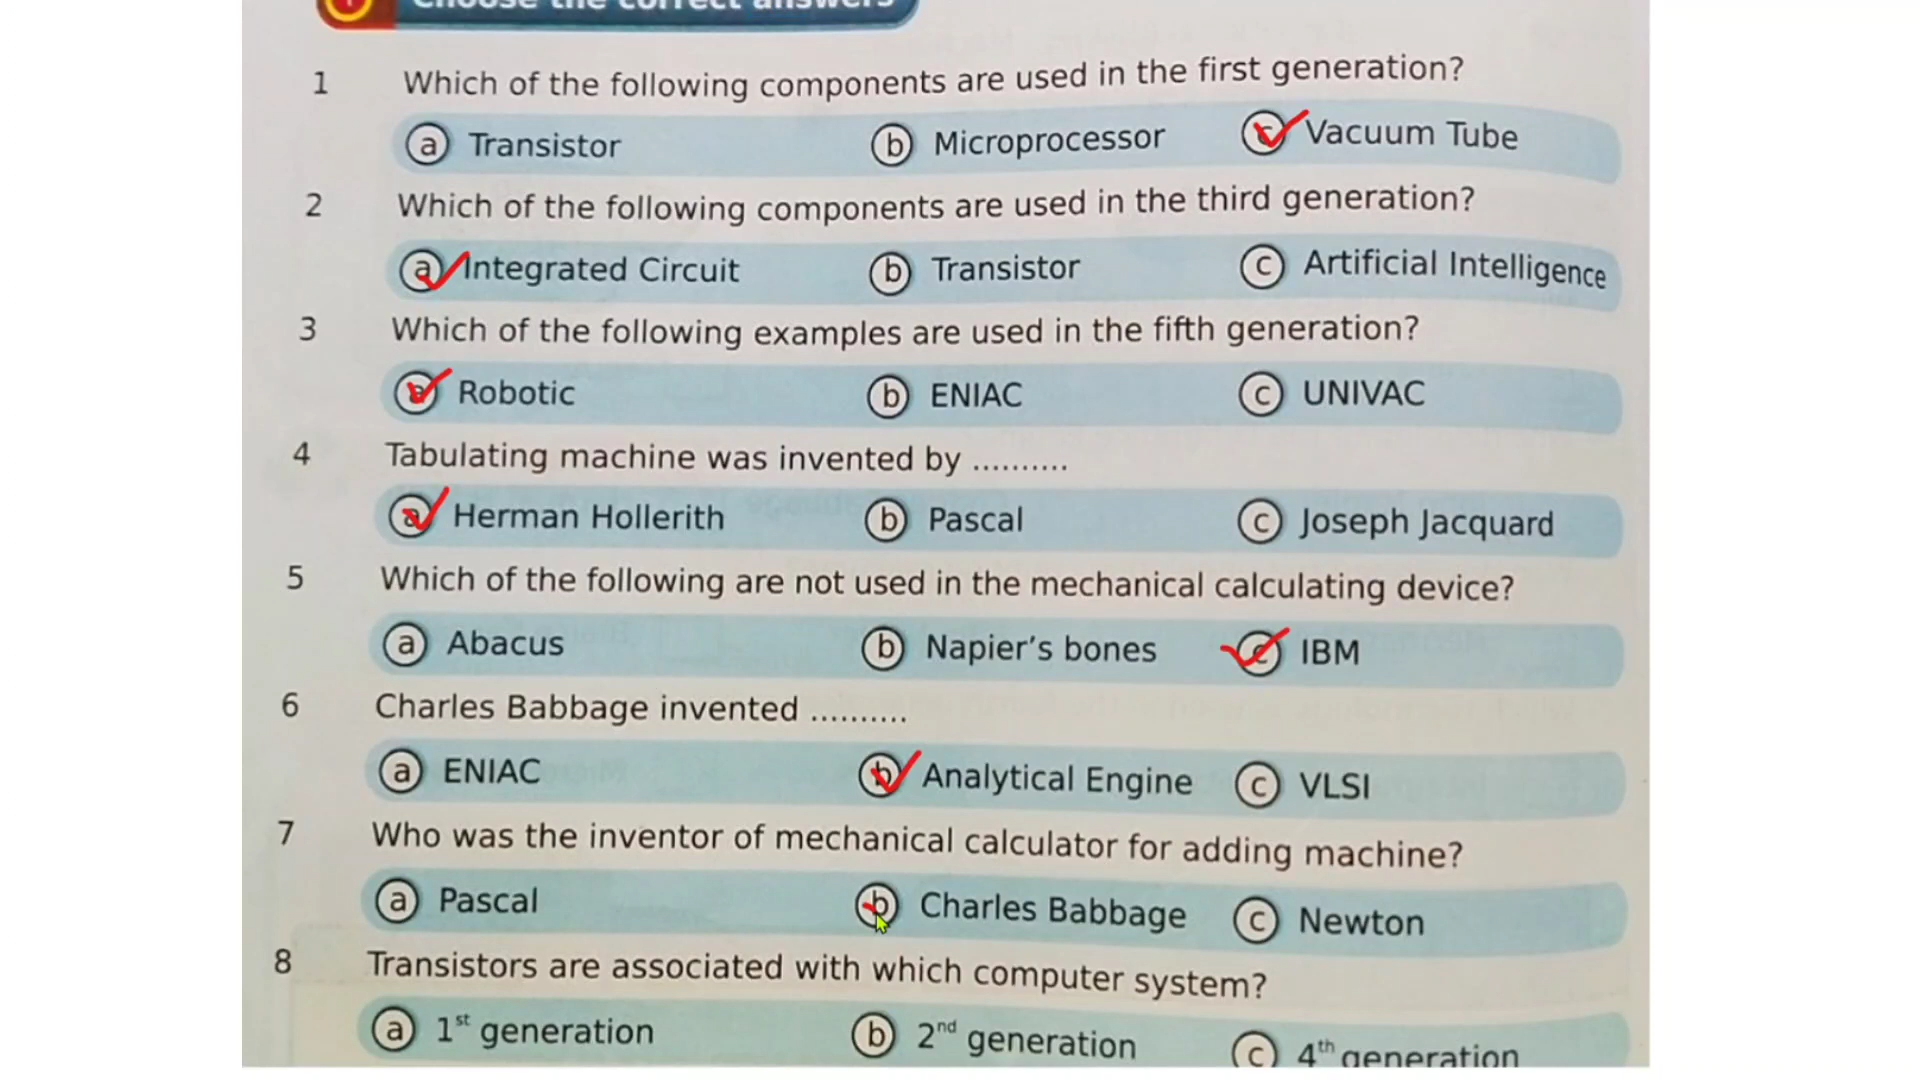 Choose the correct answers
1 Which of the following components are used in the first generation?
a Transistor b Microprocessor c Vacuum Tube
2 Which of the following components are used in the third generation?
a Integrated Circuit b Transistor c Artificial Intelligence
3 Which of the following examples are used in the fifth generation?
a Robotic b ENIAC c UNIVAC
4 Tabulating machine was invented by ..........
a Herman Hollerith b Pascal c Joseph Jacquard
5 Which of the following are not used in the mechanical calculating device?
a Abacus b Napier's bones c IBM
6 Charles Babbage invented ..........
a ENIAC b Analytical Engine c VLSI
7 Who was the inventor of mechanical calculator for adding machine?
a Pascal b Charles Babbage c Newton
8 Transistors are associated with which computer system?
a 1st generation b 2nd generation c 4th generation